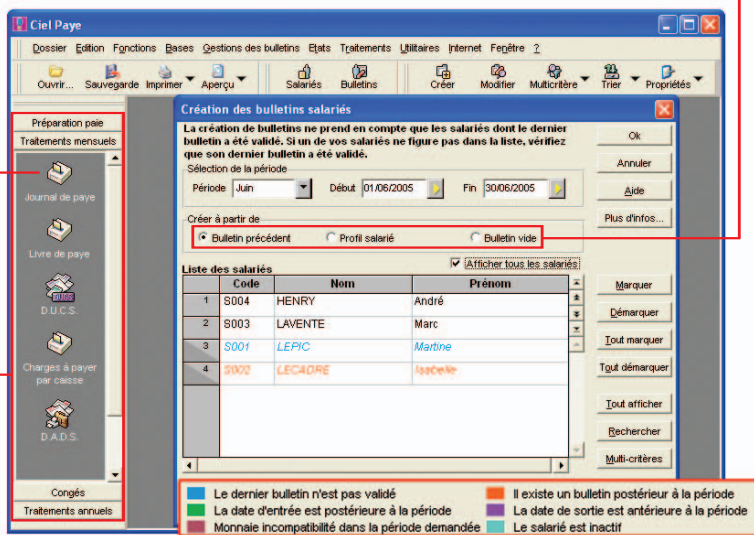 Ciel Paye
Dossier Edition Fonctions Bases Gestions des bulletins Etats Traitements Utilitaires Internet Fenêtre ?
Ouvrir... Sauvegarde Imprimer Aperçu Salariés Bulletins Créer Modifier Multicritère Trier Propriétés
Préparation paie
Traitements mensuels
Journal de paye
Livre de paye
D.U.C.S.
Charges à payer
par caisse
D.A.D.S.
Congés
Traitements annuels
Création des bulletins salariés
La création de bulletins ne prend en compte que les salariés dont le dernier
bulletin a été validé. Si un de vos salariés ne figure pas dans la liste, vérifiez
que son dernier bulletin a été validé.
Sélection de la période
Période Juin Début 01/06/2005 Fin 30/06/2005
Créer à partir de
Bulletin précédent Profil salarié Bulletin vide
Afficher tous les salariés
Liste des salariés
Code Nom Prénom
1 S004 HENRY André
2 S003 LAVENTE Marc
3 S001 LEPIC Martine
4 S002 LECADRE Isabelle
Ok
Annuler
Aide
Plus d'infos...
Marquer
Démarquer
Tout marquer
Tout démarquer
Tout afficher
Rechercher
Multi-critères
Le dernier bulletin n'est pas validé
Il existe un bulletin postérieur à la période
La date d'entrée est postérieure à la période
La date de sortie est antérieure à la période
Monnaie incompatibilité dans la période demandée
Le salarié est inactif